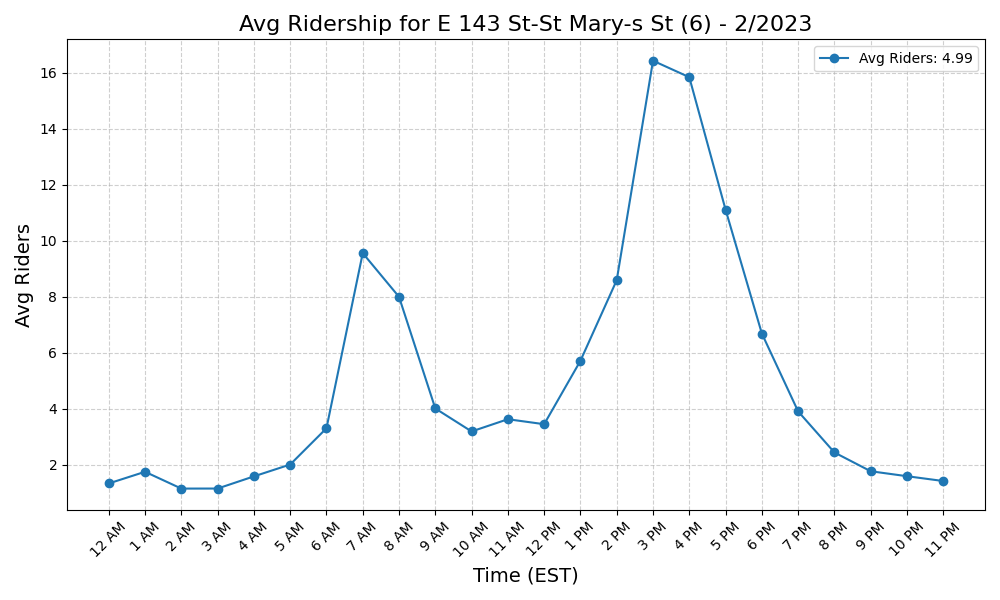 Avg Ridership for E 143 St-St Mary-s St (6) - 2/2023
Avg Riders: 4.99
Avg Riders
16
14
12
10
8
6
4
2
12 AM
1 AM
2 AM
3 AM
4 AM
5 AM
6 AM
7 AM
8 AM
9 AM
10 AM
11 AM
12 PM
1 PM
2 PM
3 PM
4 PM
5 PM
6 PM
7 PM
8 PM
9 PM
10 PM
11 PM
Time (EST)